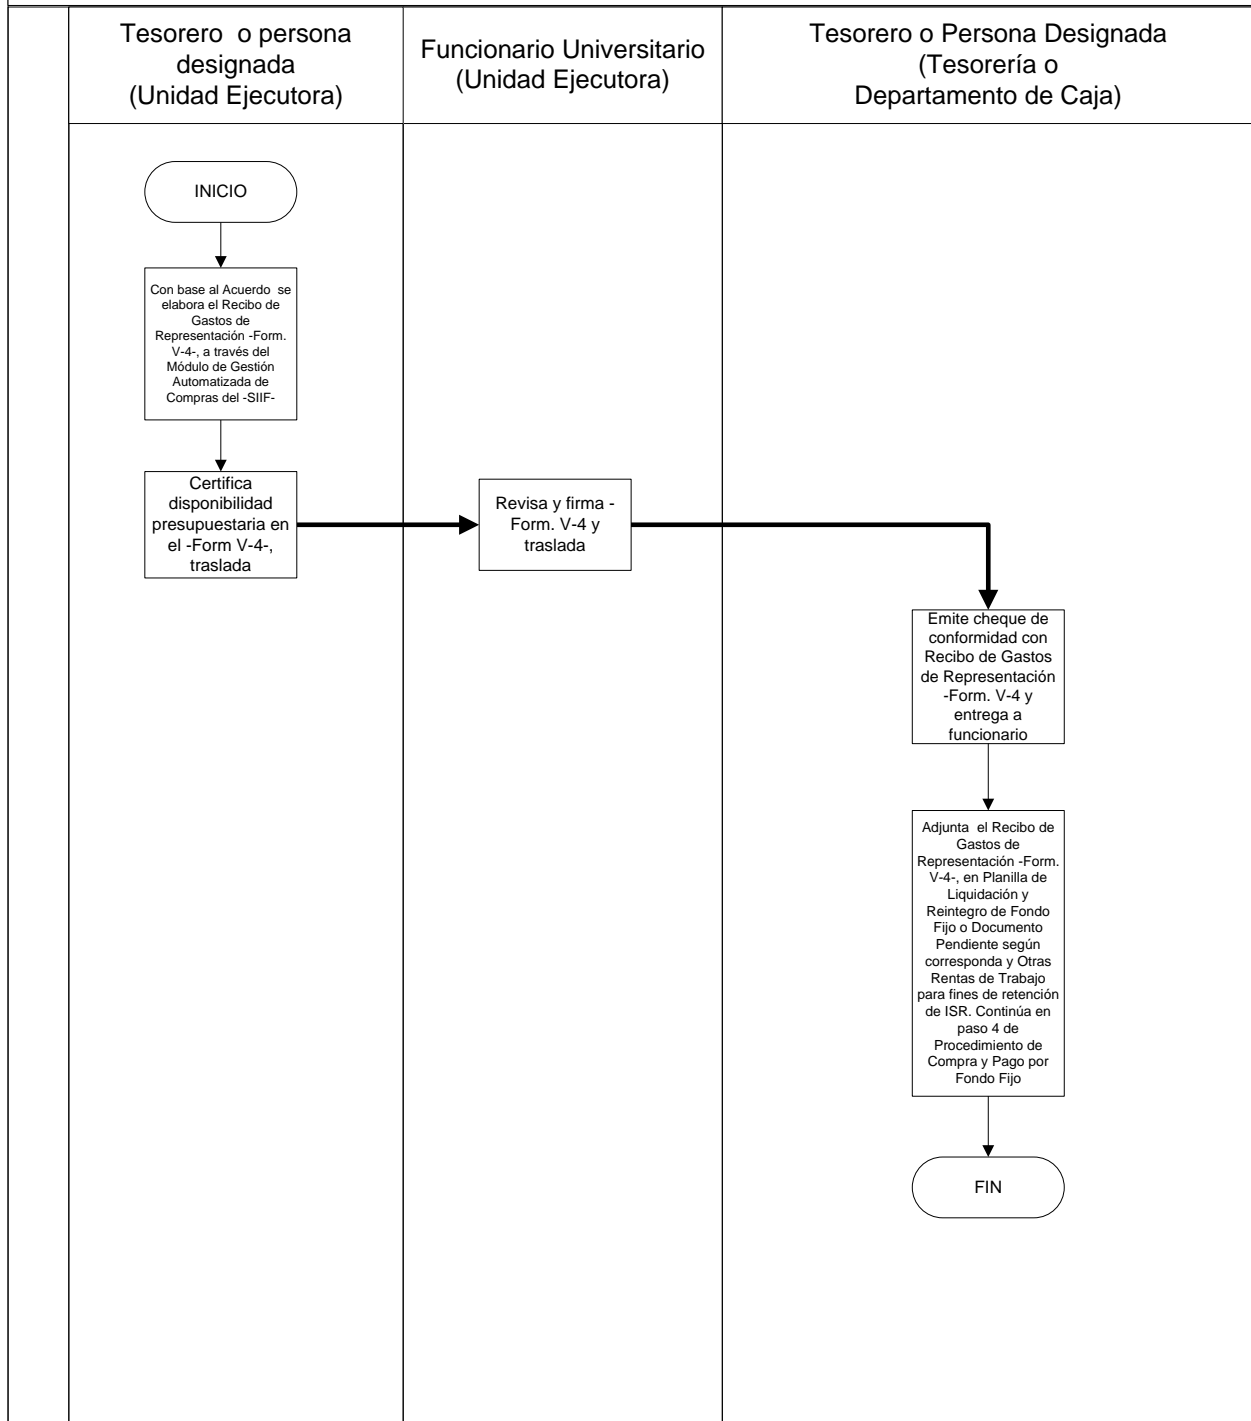 Tesorero o persona
designada
(Unidad Ejecutora)
Funcionario Universitario
(Unidad Ejecutora)
Tesorero o Persona Designada
(Tesorería o
Departamento de Caja)
INICIO
Con base al Acuerdo se
elabora el Recibo de
Gastos de
Representación -Form.
V-4-, a través del
Módulo de Gestión
Automatizada de
Compras del -SIIF-
Certifica
disponibilidad
presupuestaria en
el -Form V-4-,
traslada
Revisa y firma -
Form. V-4 y
traslada
Emite cheque de
conformidad con
Recibo de Gastos
de Representación
-Form. V-4 y
entrega a
funcionario
Adjunta el Recibo de
Gastos de
Representación -Form.
V-4-, en Planilla de
Liquidación y
Reintegro de Fondo
Fijo o Documento
Pendiente según
corresponda y Otras
Rentas de Trabajo
para fines de retención
de ISR. Continúa en
paso 4 de
Procedimiento de
Compra y Pago por
Fondo Fijo
FIN